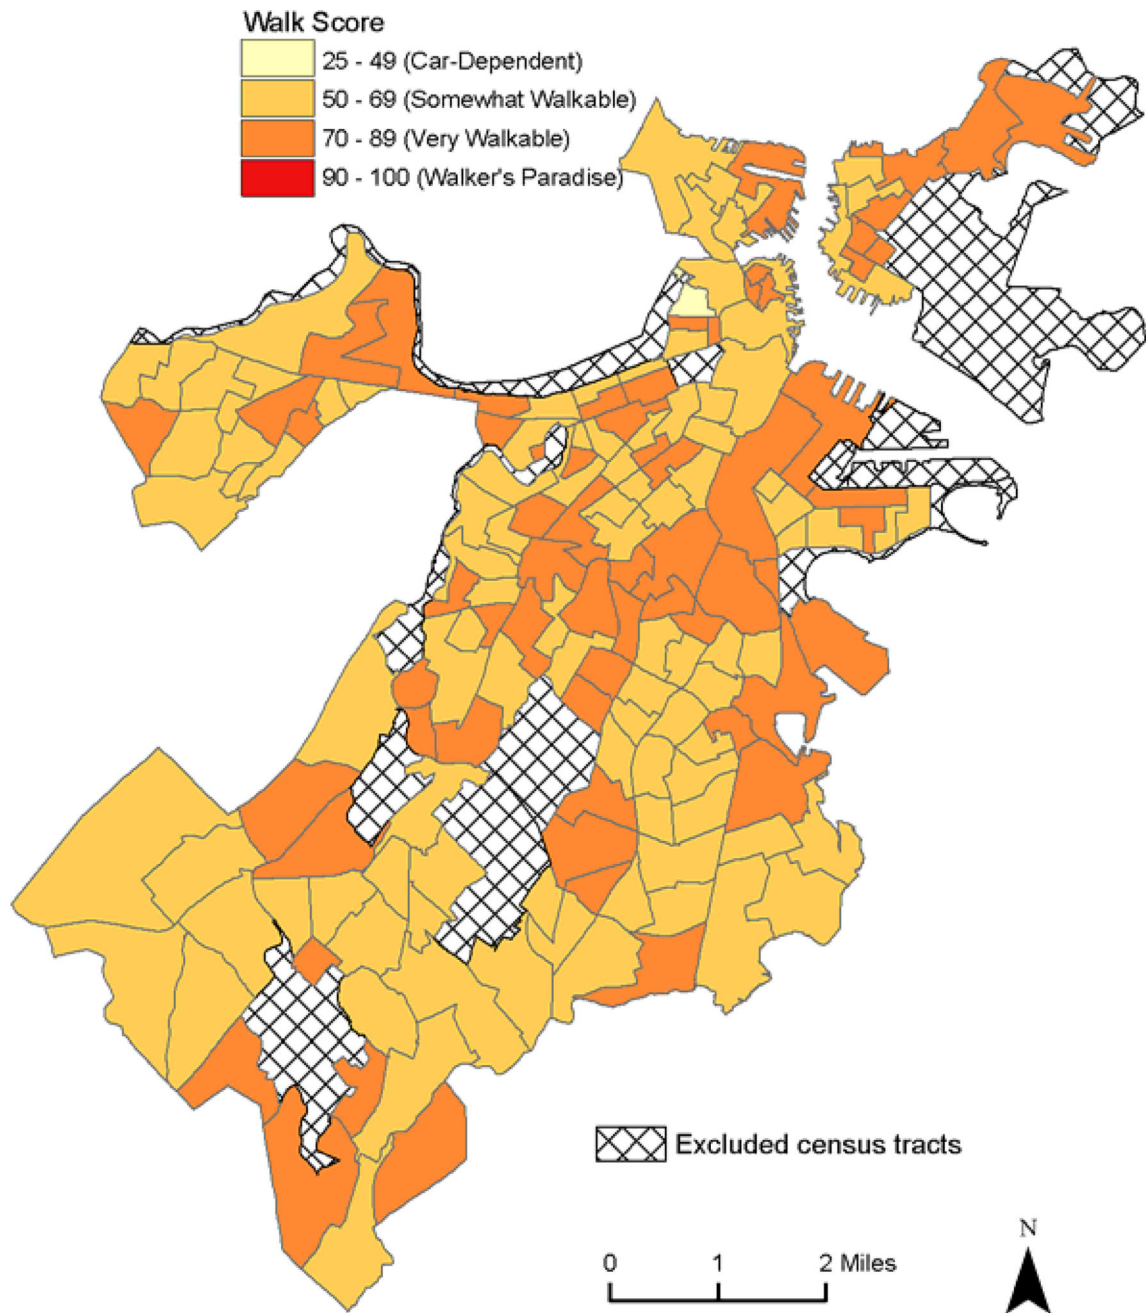 Walk Score
25 - 49 (Car-Dependent)
50 - 69 (Somewhat Walkable)
70 - 89 (Very Walkable)
90 - 100 (Walker's Paradise)
Excluded census tracts
N
0 1 2 Miles